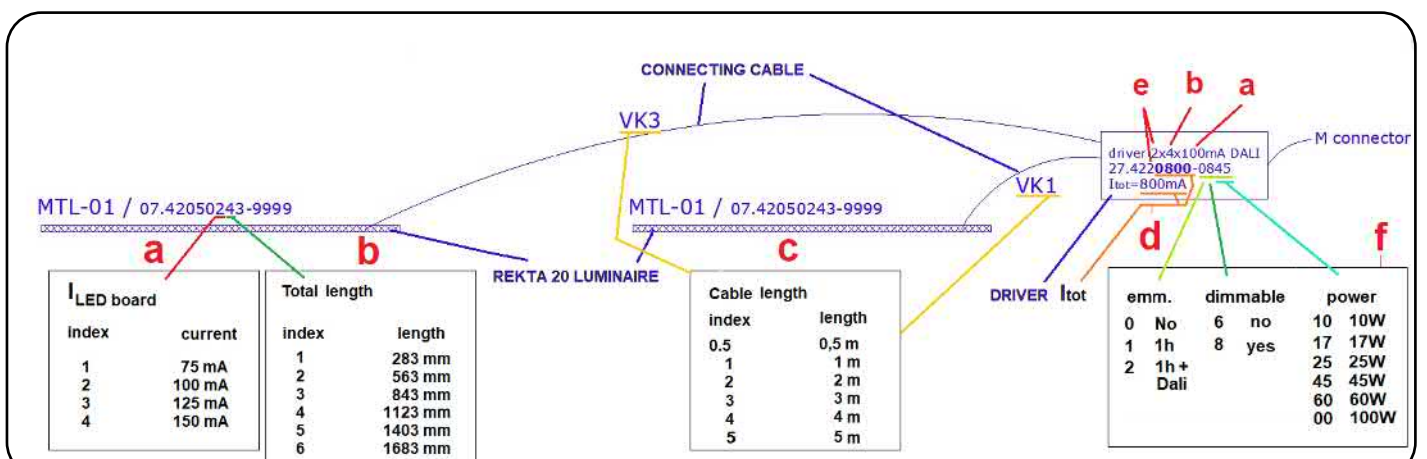 CONNECTING CABLE
e b a
VK3
M connector
driver 2x4x100mA DALI
27.4220800-0845
Itot=800mA
VK1
MTL-01 / 07.42050243-9999
MTL-01 / 07.42050243-9999
a b c d f
REKTA 20 LUMINAIRE
DRIVER Itot
I LED board
index current
1 75 mA
2 100 mA
3 125 mA
4 150 mA
Total length
index length
1 283 mm
2 563 mm
3 843 mm
4 1123 mm
5 1403 mm
6 1683 mm
Cable length
index length
0.5 0,5 m
1 1 m
2 2 m
3 3 m
4 4 m
5 5 m
emm. dimmable power
0 No 6 no 10 10W
1 1h 8 yes 17 17W
2 1h + 25 25W
Dali 45 45W
60 60W
00 100W